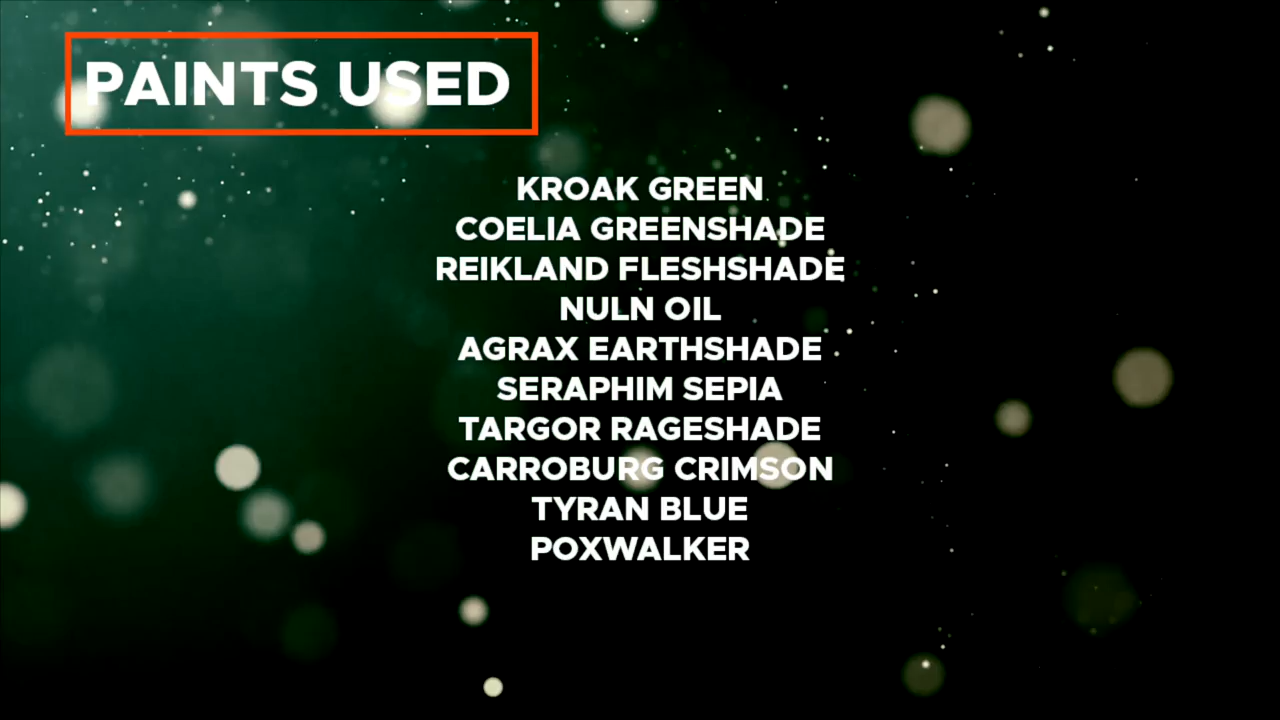 PAINTS USED
KROAK GREEN
COELIA GREENSHADE
REIKLAND FLESHSHADE
NULN OIL
AGRAX EARTHSHADE
SERAPHIM SEPIA
TARGOR RAGESHADE
CARROBURG CRIMSON
TYRAN BLUE
POXWALKER